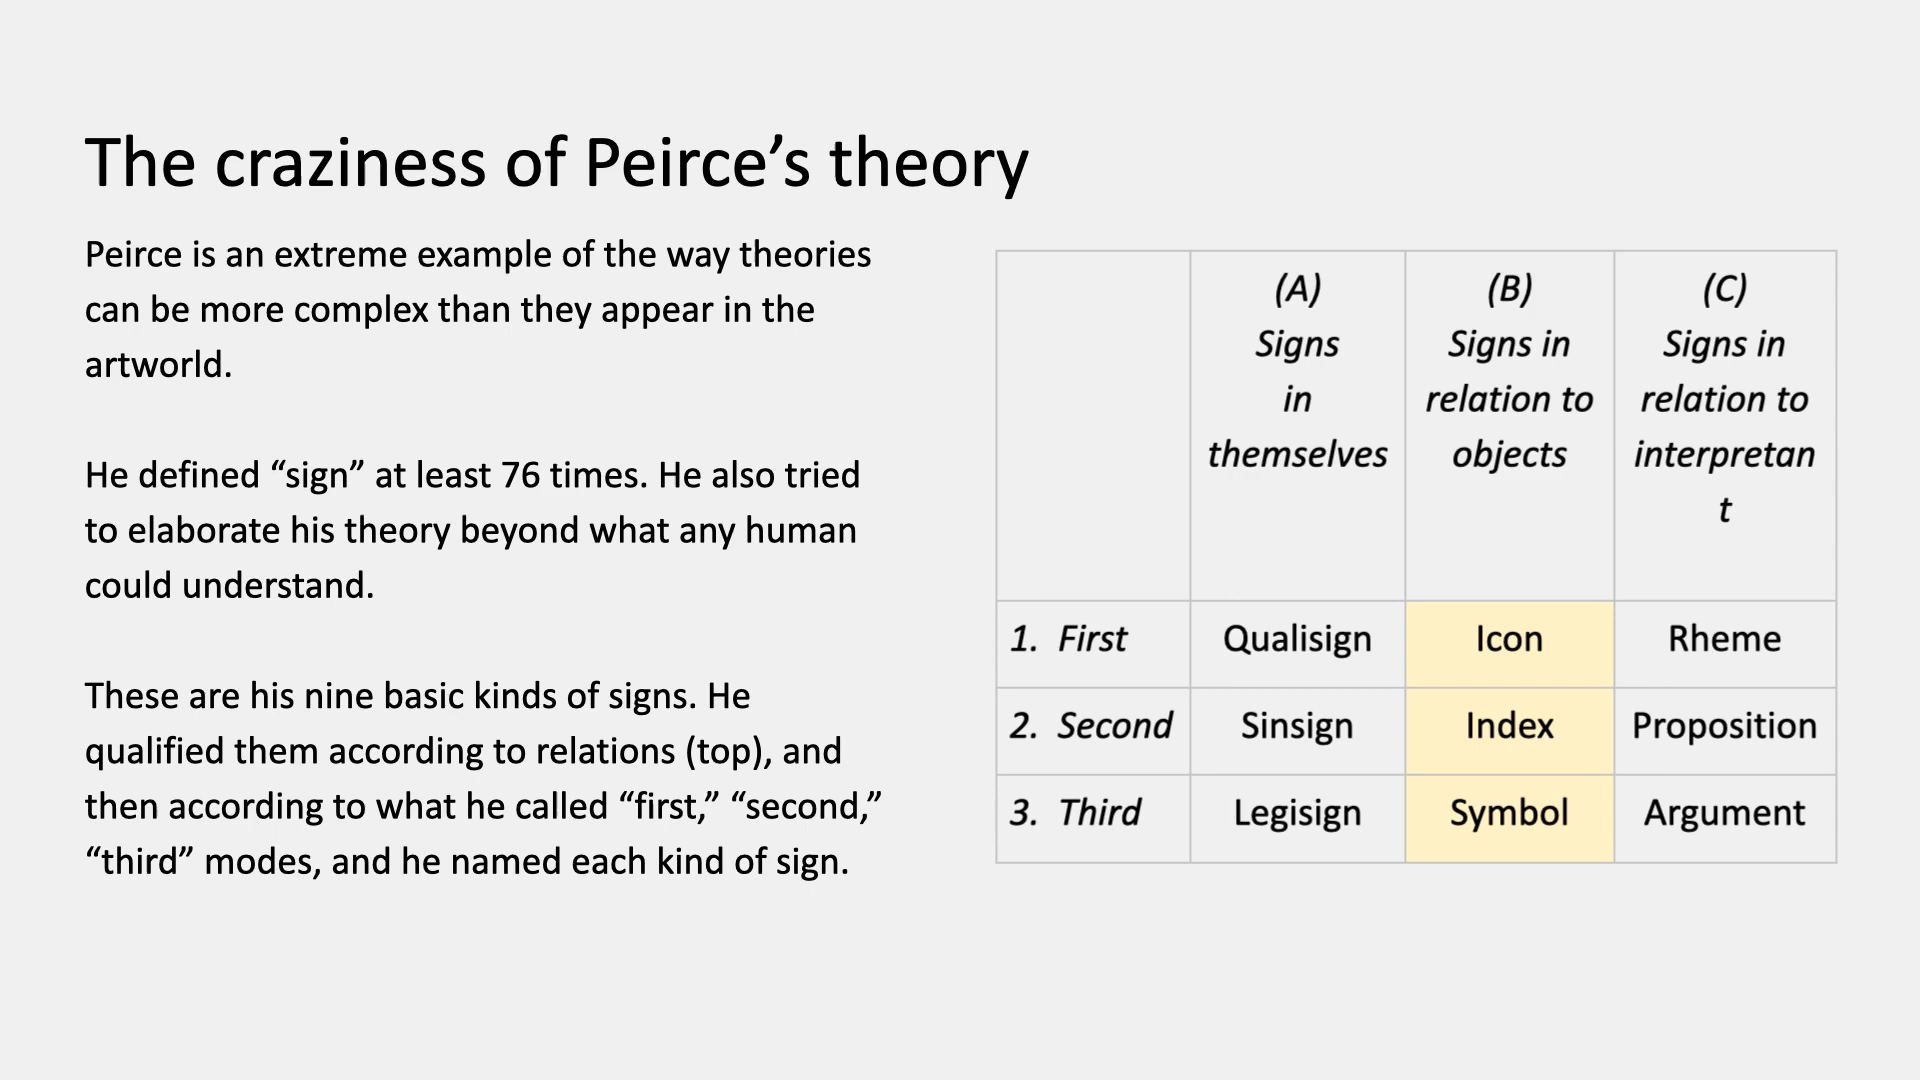 The craziness of Peirce’s theory
Peirce is an extreme example of the way theories
can be more complex than they appear in the
artworld.
He defined “sign” at least 76 times. He also tried
to elaborate his theory beyond what any human
could understand.
These are his nine basic kinds of signs. He
qualified them according to relations (top), and
then according to what he called “first,” “second,”
“third” modes, and he named each kind of sign.
(A)
Signs
in
themselves
(B)
Signs in
relation to
objects
(C)
Signs in
relation to
interpretan
t
1. First Qualisign Icon Rheme
2. Second Sinsign Index Proposition
3. Third Legisign Symbol Argument